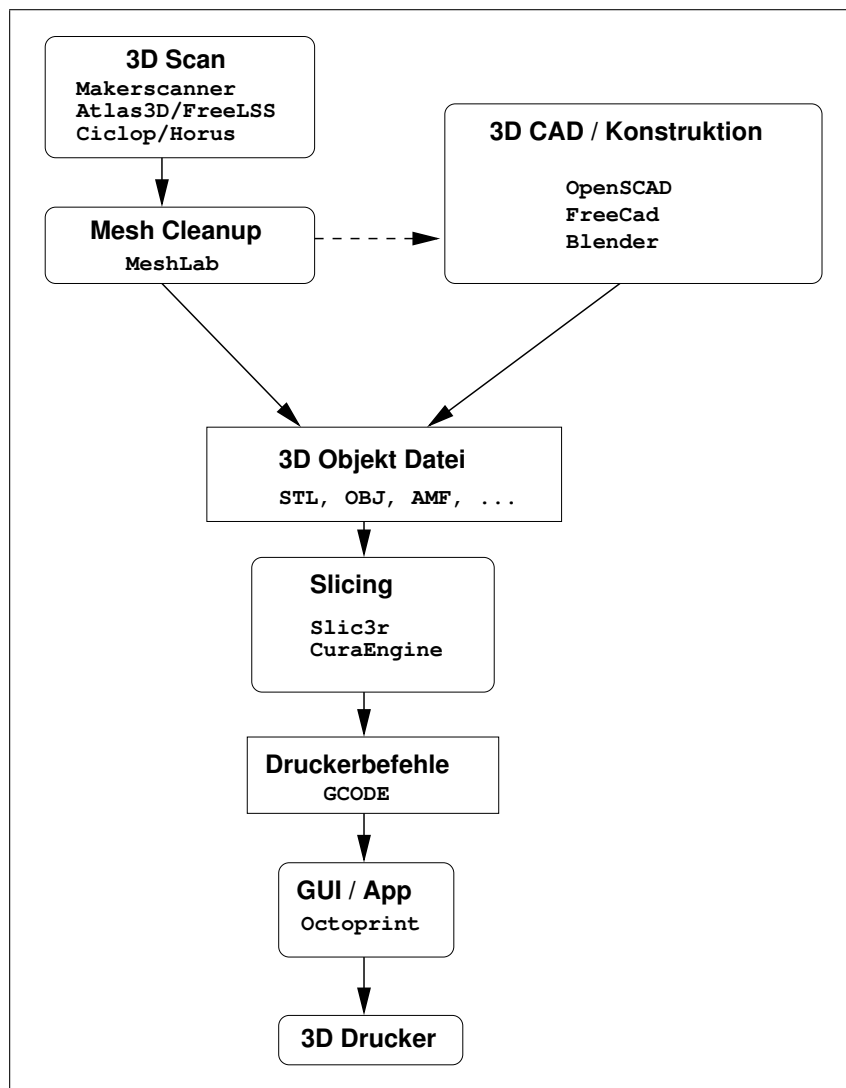 3D Scan
Makerscanner
Atlas3D/FreeLSS
Ciclop/Horus
3D CAD / Konstruktion
OpenSCAD
FreeCad
Blender
Mesh Cleanup
MeshLab
3D Objekt Datei
STL, OBJ, AMF, ...
Slicing
Slic3r
CuraEngine
Druckerbefehle
GCODE
GUI / App
Octoprint
3D Drucker